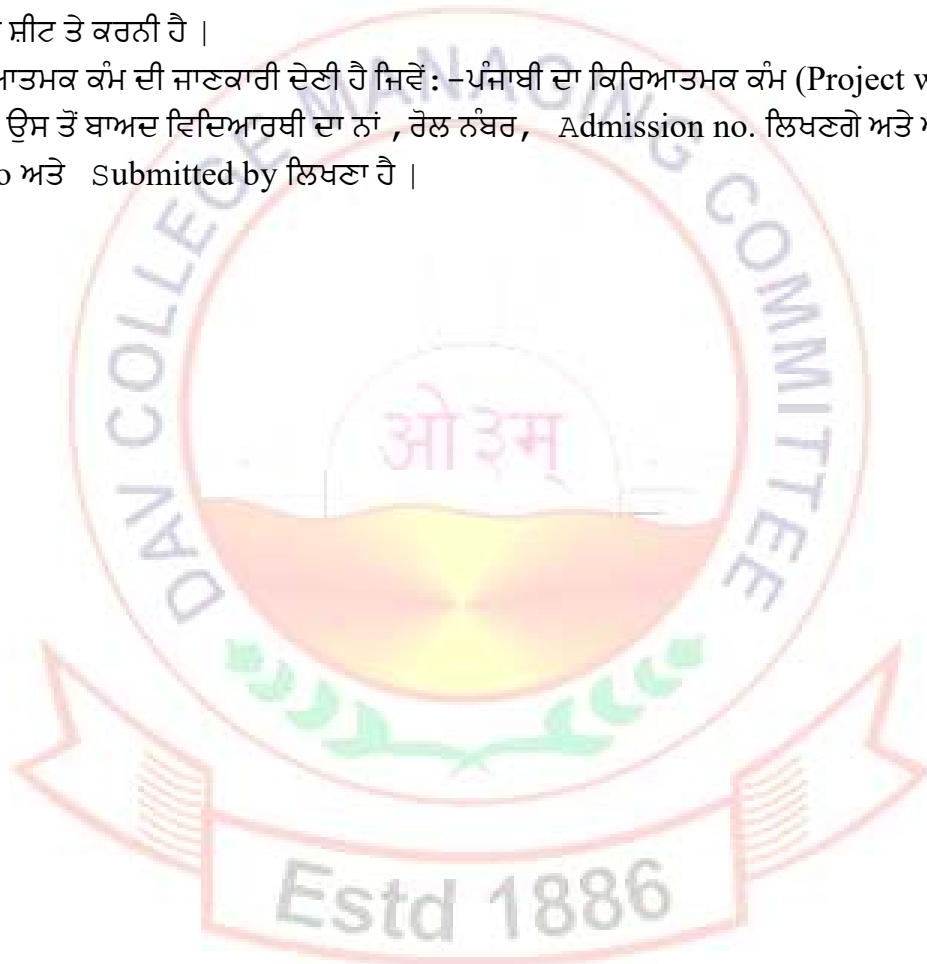 ਸ਼ੀਟ ਤੇ ਕਰਨੀ ਹੈ |
ਆਤਮਕ ਕੰਮ ਦੀ ਜਾਣਕਾਰੀ ਦੇਣੀ ਹੈ ਜਿਵੇਂ:-ਪੰਜਾਬੀ ਦਾ ਕਿਰਿਆਤਮਕ ਕੰਮ (Project w
ਉਸ ਤੋਂ ਬਾਅਦ ਵਿਦਿਆਰਥੀ ਦਾ ਨਾਂ ,ਰੋਲ ਨੰਬਰ, Admission no. ਲਿਖਣਗੇ ਅਤੇ
o ਅਤੇ Submitted by ਲਿਖਣਾ ਹੈ |
DAV COLLEGE MANAGING COMMITTEE
ओ३म्
Estd 1886